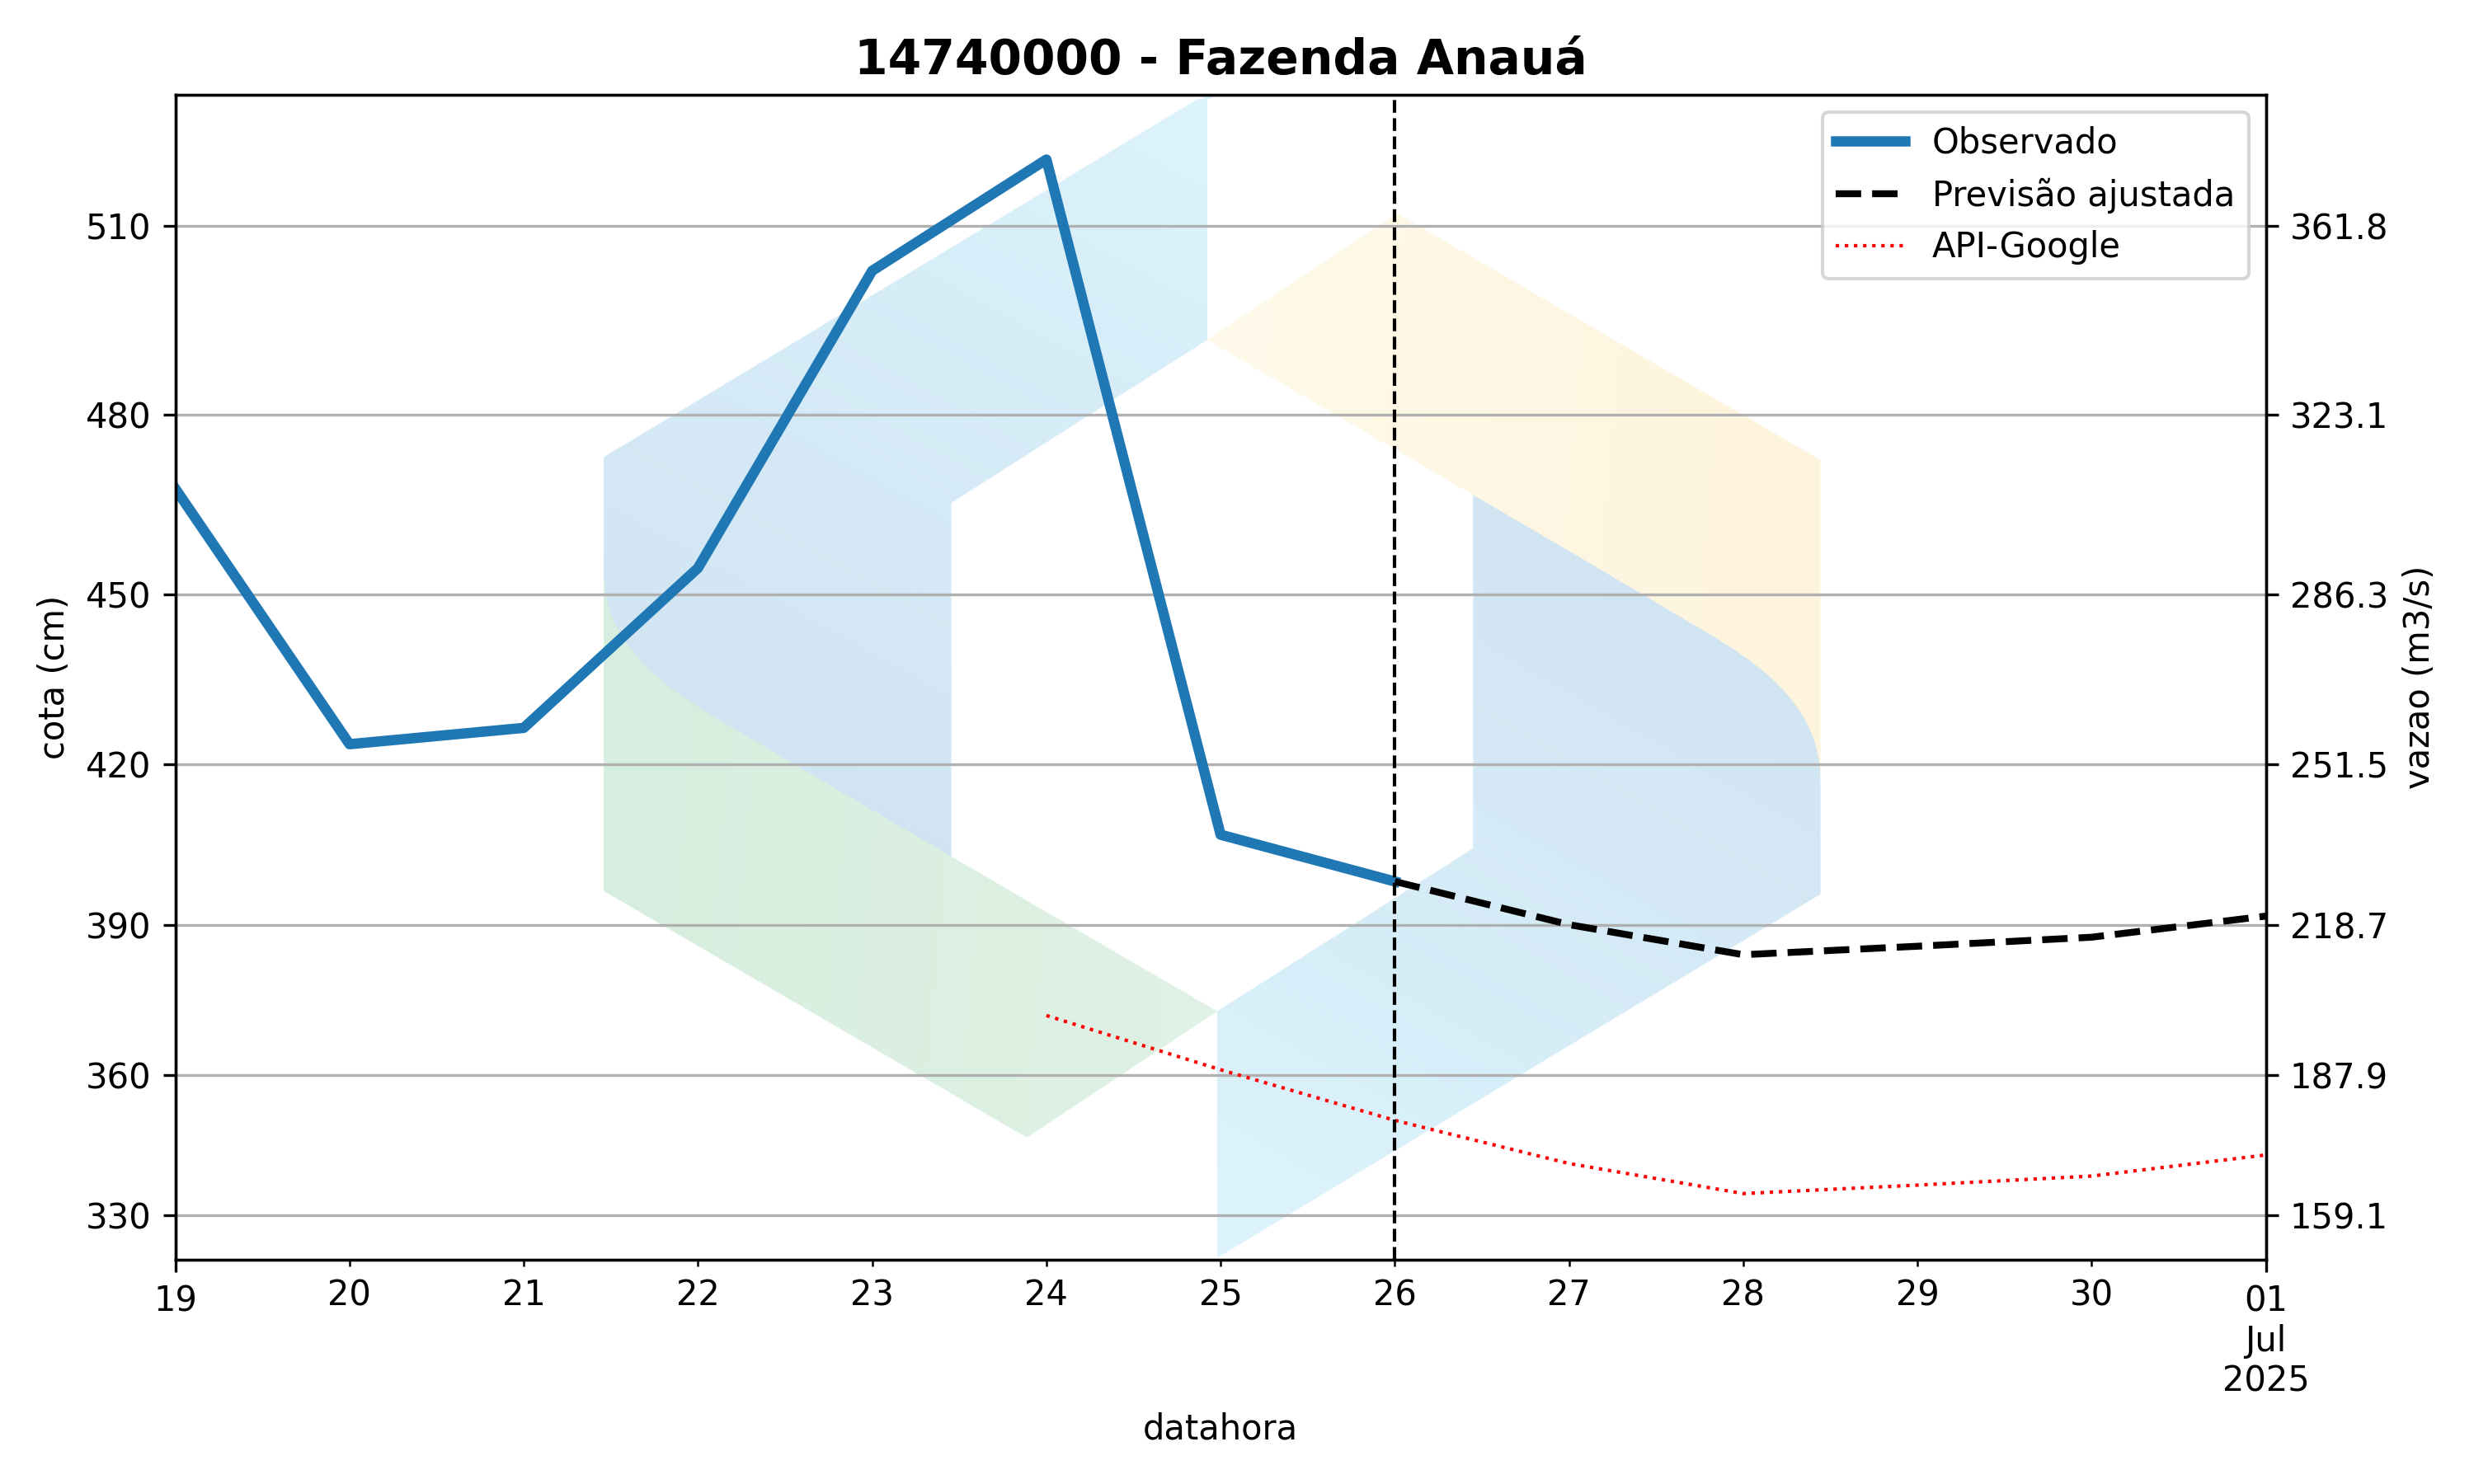 14740000 - Fazenda Anauá
Observado
Previsão ajustada
API-Google
510
480
450
420
390
360
330
cota (cm)
361.8
323.1
286.3
251.5
218.7
187.9
159.1
vazao (m3/s)
19 20 21 22 23 24 25 26 27 28 29 30 01
Jul
2025
datahora